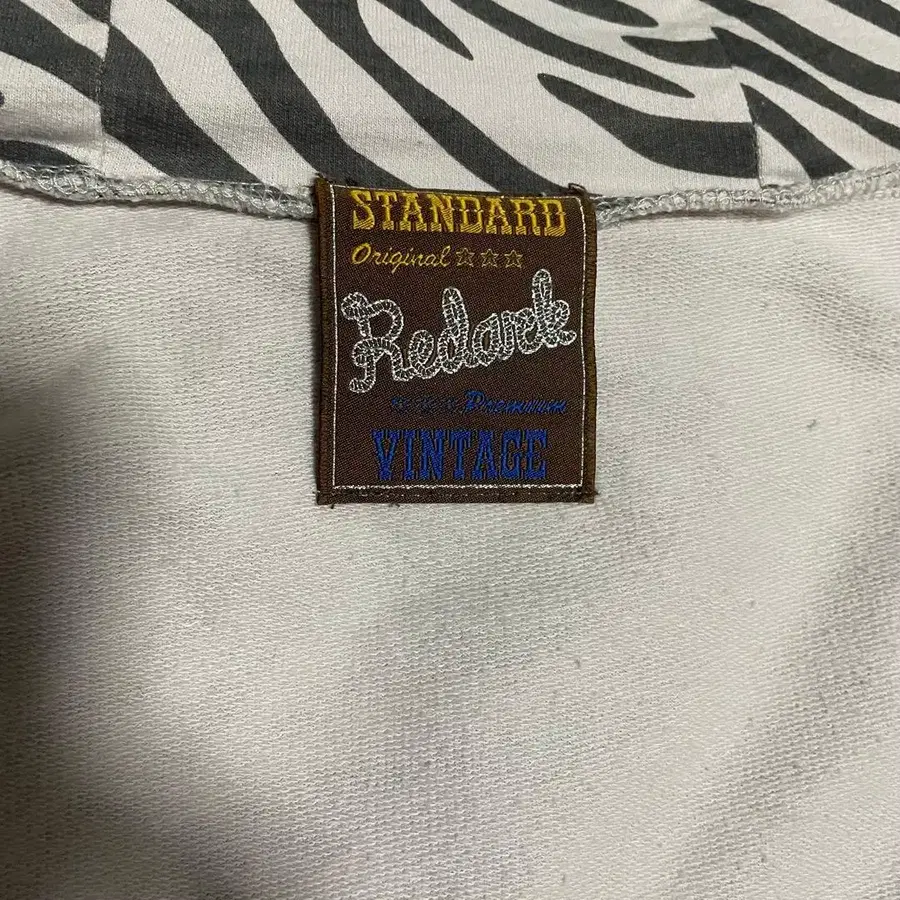 STANDARD
Original ☆☆☆
Redarck
Premium
VINTAGE